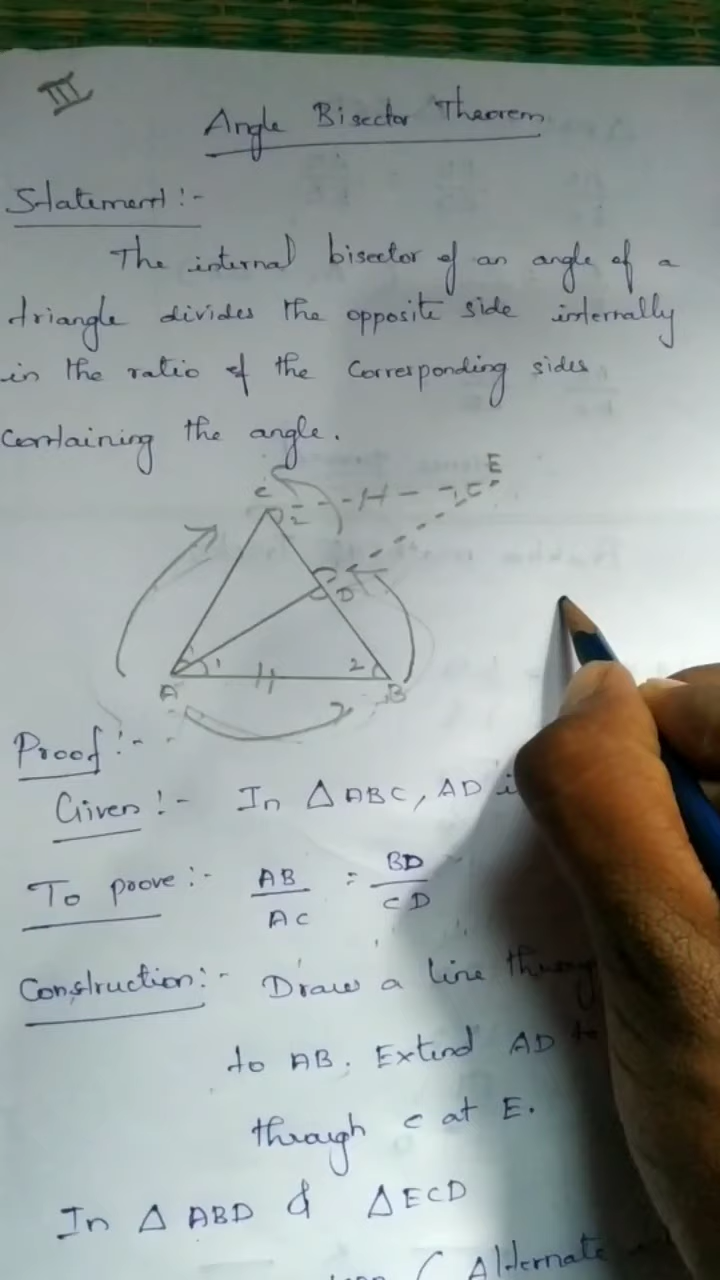 III
Angle Bisector Theorem
Statement :-
The internal bisector of an angle of a
triangle divides the opposite side internally
in the ratio of the corresponding sides
containing the angle.
E
C
D
1
2
A
B
Proof :-
Given :- In △ ABC, AD
To prove :- AB/AC = BD/CD
Construction :- Draw a line
to AB. Extend AD
through C at E.
In △ ABD & △ECD
( Alternate